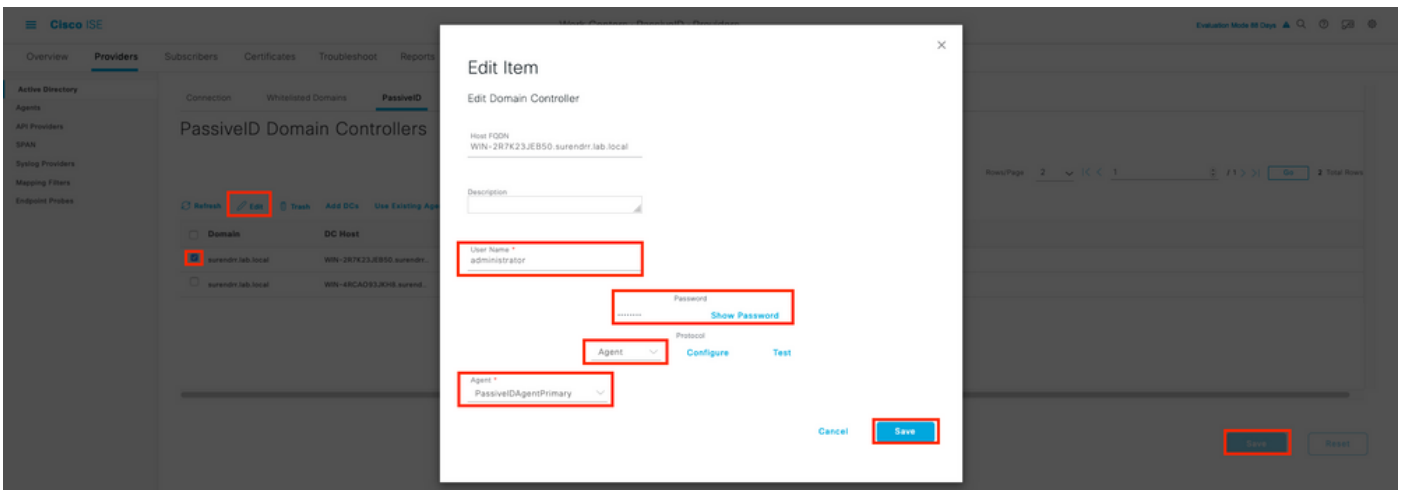 Cisco ISE
Work Centers · PassiveID · Providers
Evaluation Mode 88 Days
Overview Providers Subscribers Certificates Troubleshoot Reports
Active Directory
Agents
API Providers
SPAN
Syslog Providers
Mapping Filters
Endpoint Probes
Connection Whitelisted Domains PassiveID
PassiveID Domain Controllers
Rows/Page 2 1 / 1 Go 2 Total Rows
Refresh Edit Trash Add DCs Use Existing Age
Domain DC Host
surendrr.lab.local WIN-2R7K23JEB50.surendrr..
surendrr.lab.local WIN-4RCAO93JKH8.surend..
Save Reset
Edit Item
Edit Domain Controller
Host FQDN
WIN-2R7K23JEB50.surendrr.lab.local
Description
User Name *
administrator
Password
........ Show Password
Protocol
Agent Configure Test
Agent *
PassiveIDAgentPrimary
Cancel Save